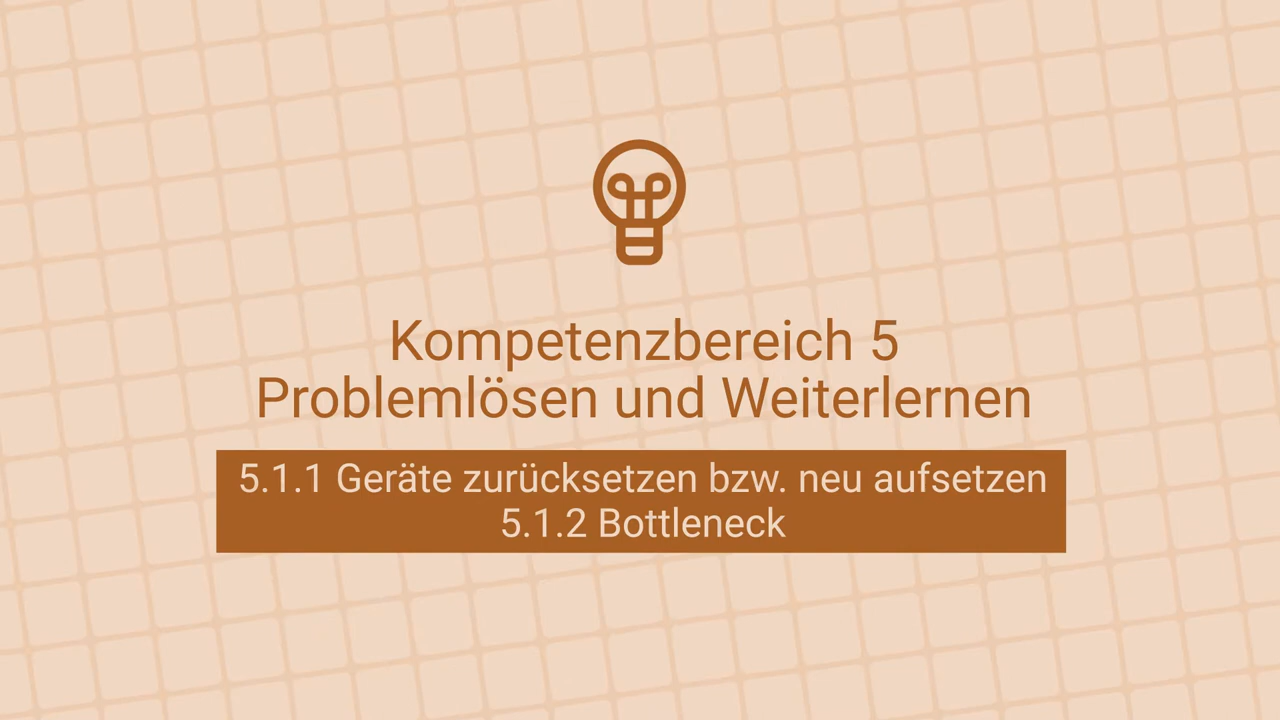 Kompetenzbereich 5
Problemlösen und Weiterlernen
5.1.1 Geräte zurücksetzen bzw. neu aufsetzen
5.1.2 Bottleneck